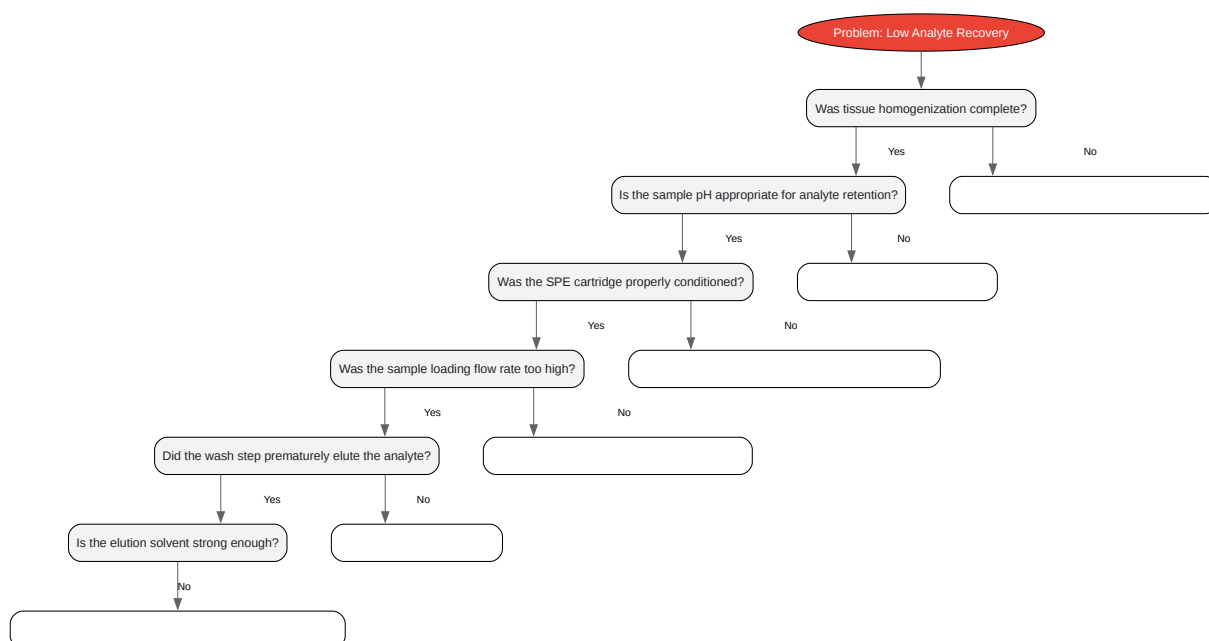 Problem: Low Analyte Recovery
Was tissue homogenization complete?
Yes
No
Is the sample pH appropriate for analyte retention?
Yes
No
Was the SPE cartridge properly conditioned?
Yes
No
Was the sample loading flow rate too high?
Yes
No
Did the wash step prematurely elute the analyte?
Yes
No
Is the elution solvent strong enough?
No